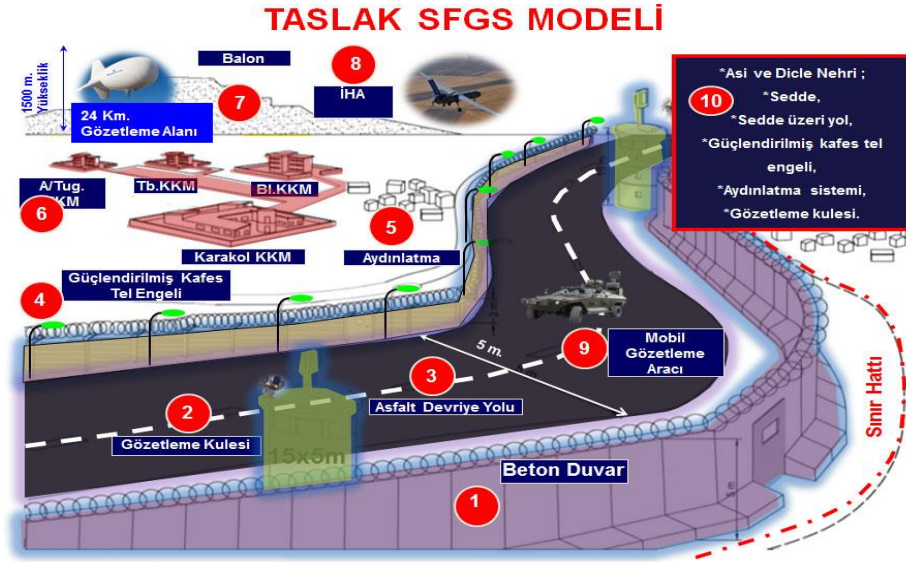 TASLAK SFGS MODELİ
1500 m.
Yükseklik
Balon
8
İHA
7
24 Km.
Gözetleme Alanı
10
*Asi ve Dicle Nehri ;
*Sedde,
*Sedde üzeri yol,
*Güçlendirilmiş kafes tel
engeli,
*Aydınlatma sistemi,
*Gözetleme kulesi.
A/Tug.
6
Tb.KKM
Bl.KKM
Karakol KKM
5
Aydınlatma
4
Güçlendirilmiş Kafes
Tel Engeli
3 m
5 m.
9
Mobil
Gözetleme
Aracı
3
Asfalt Devriye Yolu
2
Gözetleme Kulesi
15x5m
Beton Duvar
1
5 m
Sınır Hattı